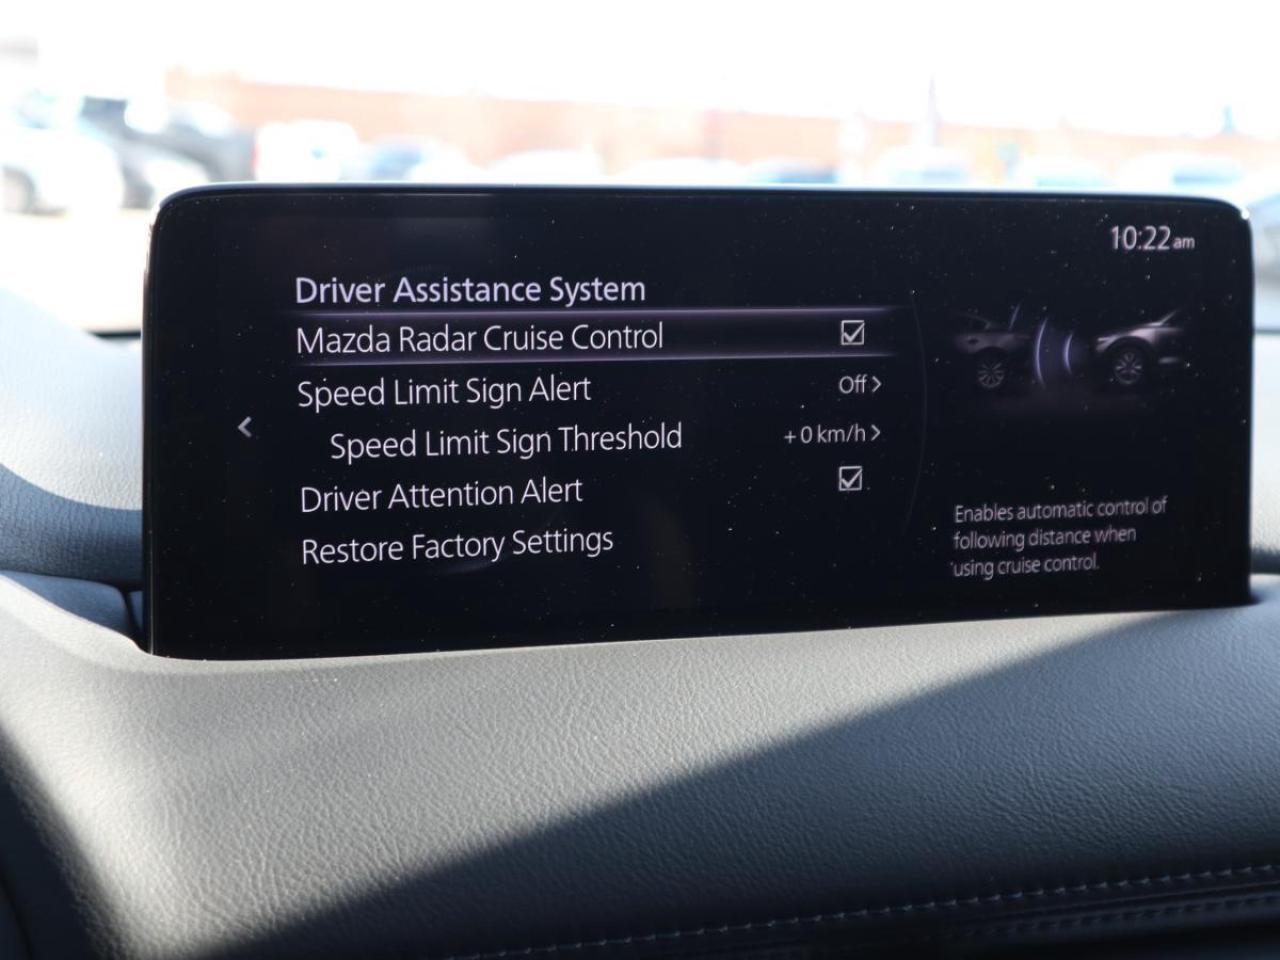 10:22am
Driver Assistance System
Mazda Radar Cruise Control
Speed Limit Sign Alert Off >
Speed Limit Sign Threshold +0 km/h >
Driver Attention Alert
Restore Factory Settings
Enables automatic control of
following distance when
using cruise control.